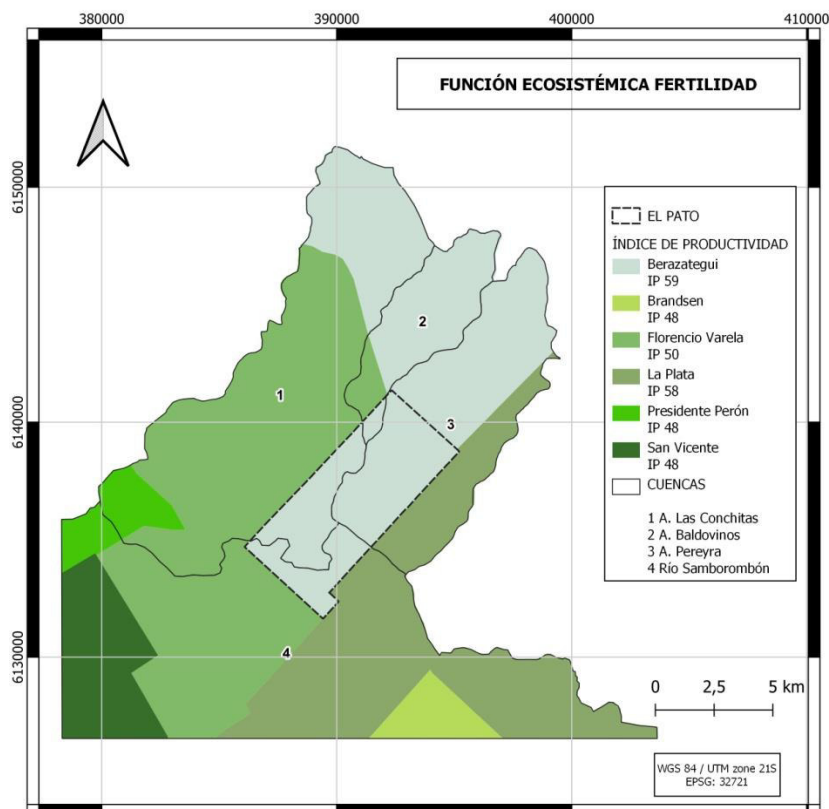 380000
390000
400000
410000
FUNCIÓN ECOSISTÉMICA FERTILIDAD
6150000
6140000
6130000
1
2
3
4
EL PATO
ÍNDICE DE PRODUCTIVIDAD
Berazategui
IP 59
Brandsen
IP 48
Florencio Varela
IP 50
La Plata
IP 58
Presidente Perón
IP 48
San Vicente
IP 48
CUENCAS
1 A. Las Conchitas
2 A. Baldovinos
3 A. Pereyra
4 Río Samborombón
0 2,5 5 km
WGS 84 / UTM zone 21S
EPSG: 32721